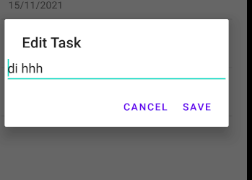 15/11/2021
Edit Task
di hhh
CANCEL SAVE